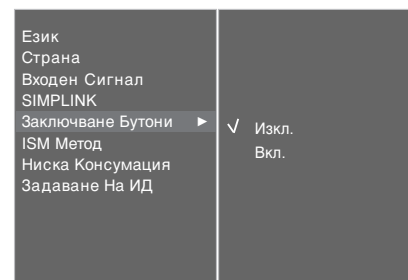 Език
Страна
Входен Сигнал
SIMPLINK
Заключване Бутони ►
ISM Метод
Ниска Консумация
Задаване На ИД
√ Изкл.
Вкл.